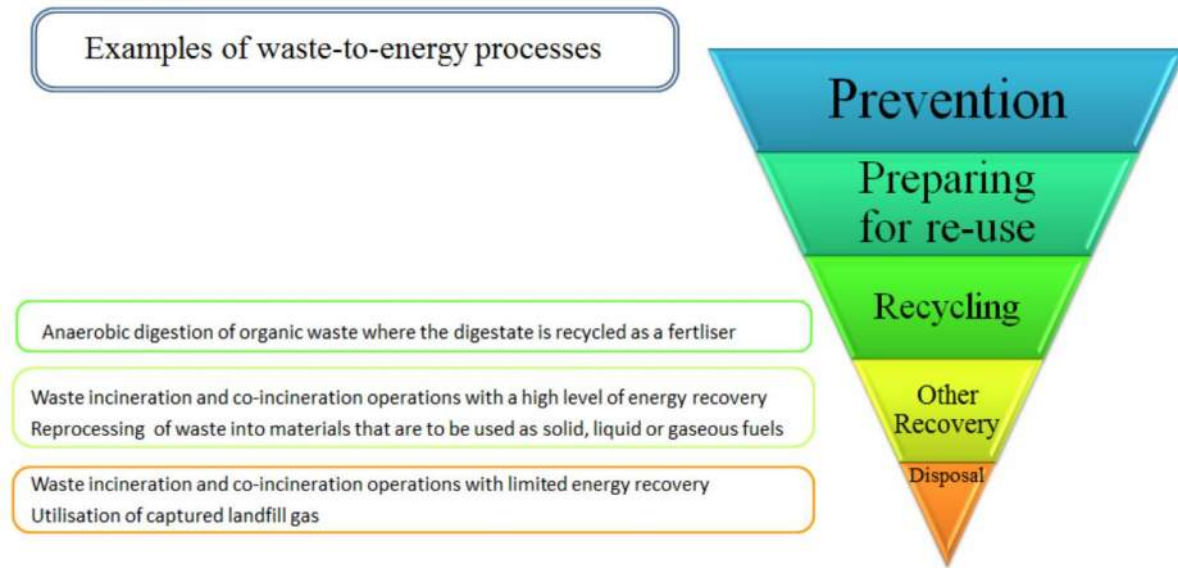 Examples of waste-to-energy processes
Prevention
Preparing
for re-use
Recycling
Anaerobic digestion of organic waste where the digestate is recycled as a fertliser
Other
Recovery
Waste incineration and co-incineration operations with a high level of energy recovery
Reprocessing of waste into materials that are to be used as solid, liquid or gaseous fuels
Disposal
Waste incineration and co-incineration operations with limited energy recovery
Utilisation of captured landfill gas